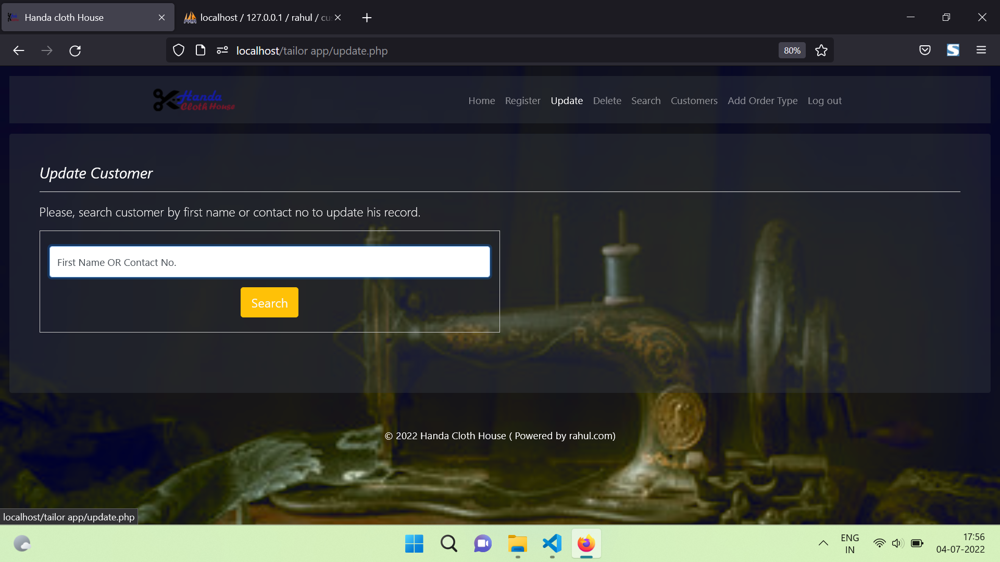 Handa cloth House
localhost / 127.0.0.1 / rahul / cu
localhost/tailor app/update.php
80%
Handa
Cloth House
Home Register Update Delete Search Customers Add Order Type Log out
Update Customer
Please, search customer by first name or contact no to update his record.
First Name OR Contact No.
Search
© 2022 Handa Cloth House ( Powered by rahul.com)
localhost/tailor app/update.php
ENG
IN
17:56
04-07-2022